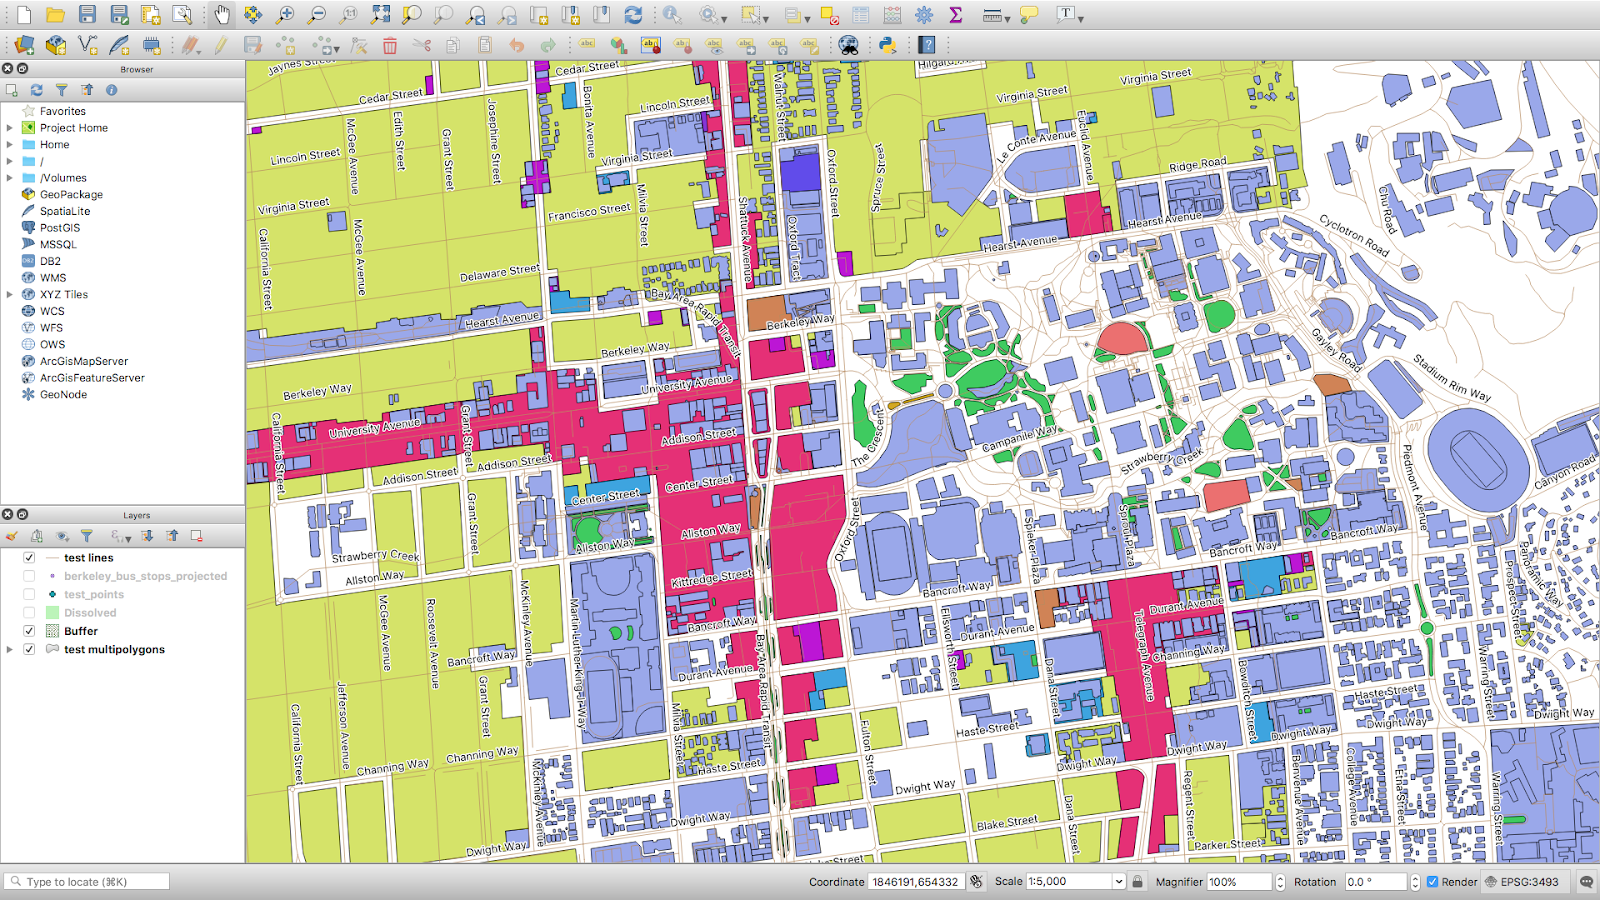 Browser
Favorites
Project Home
Home
/
/Volumes
GeoPackage
SpatiaLite
PostGIS
MSSQL
DB2
WMS
XYZ Tiles
WCS
WFS
OWS
ArcGisMapServer
ArcGisFeatureServer
GeoNode
Layers
test lines
berkeley_bus_stops_projected
test_points
Dissolved
Buffer
test multipolygons
Jaynes Street
Cedar Street
Cedar Street
Lincoln Street
Lincoln Street
Virginia Street
Virginia Street
Virginia Street
Virginia Street
McGee Avenue
Edith Street
Grant Street
Josephine Street
Bonita Avenue
Walnut Street
Oxford Street
Spruce Street
Le Conte Avenue
Euclid Avenue
Ridge Road
Virginia Street
Francisco Street
Milvia Street
Shattuck Avenue
Oxford Tract
Hearst Avenue
Hearst Avenue
Cyclotron Road
Chu Road
California Street
McGee Avenue
Delaware Street
Bay Area Rapid Transit
Hearst Avenue
Berkeley Way
Berkeley Way
Berkeley Way
University Avenue
University Avenue
Gayley Road
Stadium Rim Way
California Street
Grant Street
Addison Street
Addison Street
Addison Street
The Crescent
Campanile Way
Strawberry Creek
Piedmont Avenue
Canyon Road
Center Street
Center Street
Grant Street
Allston Way
Allston Way
Oxford Street
Spieker Plaza
Sproul Plaza
Bancroft Way
Bancroft Way
Strawberry Creek
Allston Way
Kittredge Street
Bancroft Way
Bancroft Way
Panoramic Way
Prospect Street
McGee Avenue
Roosevelt Avenue
McKinley Avenue
Martin Luther King Way
Durant Avenue
Durant Avenue
Durant Avenue
Ellsworth Street
Telegraph Avenue
Channing Way
Bancroft Way
Bay Area Rapid Transit
Dana Street
Bowditch Street
Warring Street
Haste Street
Dwight Way
Dwight Way
California Street
Jefferson Avenue
Grant Street
Channing Way
Channing Way
Milvia Street
Haste Street
Fulton Street
Haste Street
Dwight Way
Dwight Way
Dwight Way
Dwight Way
McKinley Avenue
Dwight Way
Dwight Way
Blake Street
Dana Street
Regent Street
Benvenue Avenue
College Avenue
Etna Street
Warring Street
Parker Street
Type to locate (⌘K)
Coordinate 1846191,654332 Scale 1:5,000 Magnifier 100% Rotation 0.0 ° Render EPSG:3493